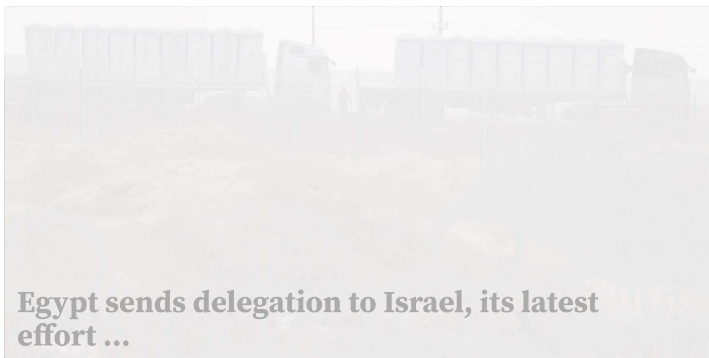 Egypt sends delegation to Israel, its latest
effort ...